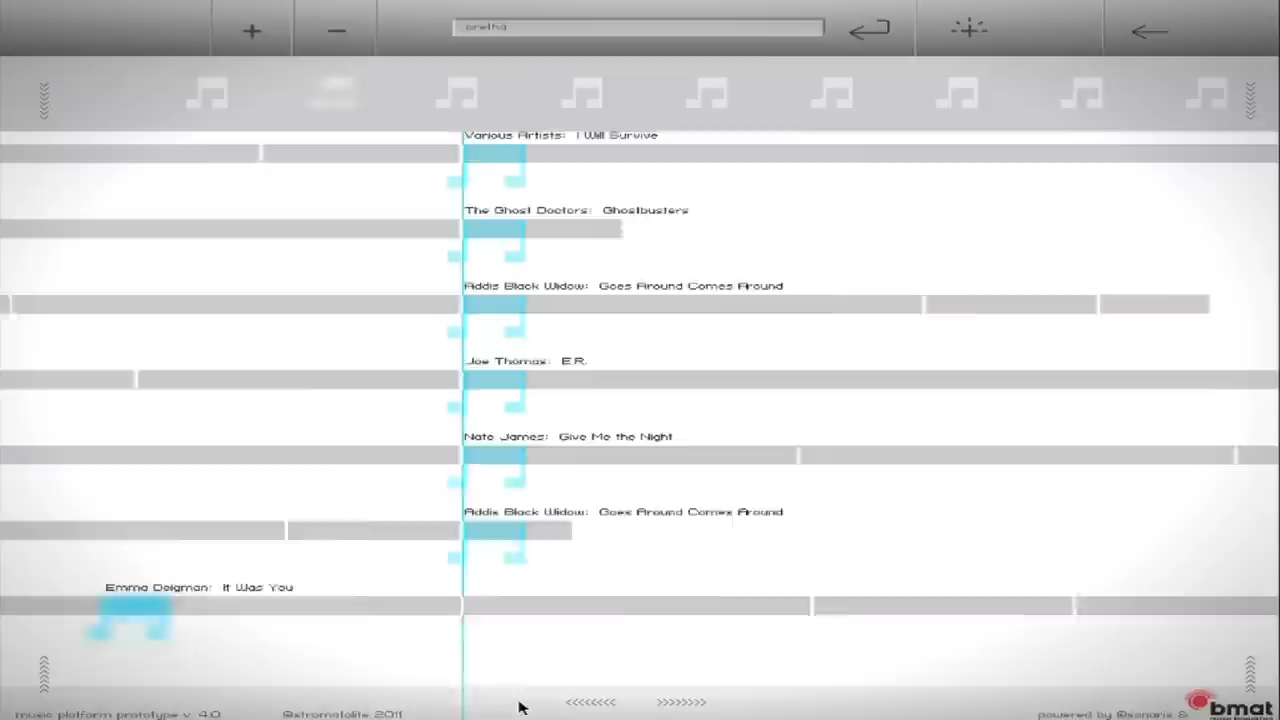 aretha
Various Artists: I Will Survive
The Ghost Doctors: Ghostbusters
Addis Black Widow: Goes Around Comes Around
Joe Thomas: E.R.
Nate James: Give Me the Night
Addis Black Widow: Goes Around Comes Around
Emma Deigman: It Was You
music platform prototype v. 4.0 @stromatolite 2011 powered by @sonaris &
bmat